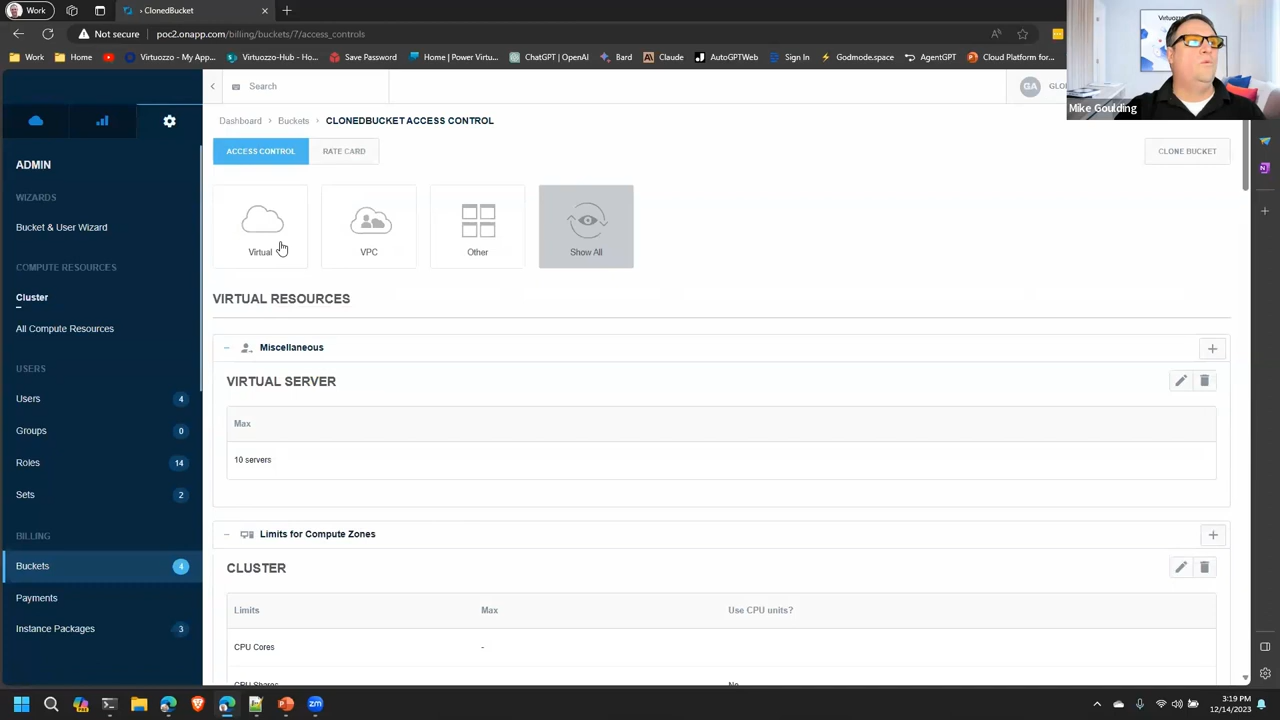 Work
ClonedBucket
Not secure
poc2.onapp.com/billing/buckets/7/access_controls
Work
Home
Virtuozzo - My App...
Virtuozzo-Hub - Ho...
Save Password
Home | Power Virtu...
ChatGPT | OpenAI
Bard
Claude
AutoGPTWeb
Sign In
Godmode.space
AgentGPT
Cloud Platform for...
Virtuozzo
Mike Goulding
Search
GA
GLO
ADMIN
WIZARDS
Bucket & User Wizard
COMPUTE RESOURCES
Cluster
All Compute Resources
USERS
Users 4
Groups 0
Roles 14
Sets 2
BILLING
Buckets 4
Payments
Instance Packages 3
Dashboard > Buckets > CLONEDBUCKET ACCESS CONTROL
ACCESS CONTROL
RATE CARD
CLONE BUCKET
Virtual
VPC
Other
Show All
VIRTUAL RESOURCES
Miscellaneous
VIRTUAL SERVER
Max
10 servers
Limits for Compute Zones
CLUSTER
Limits Max Use CPU units?
CPU Cores -
CPU Shares No
3:19 PM
12/14/2023